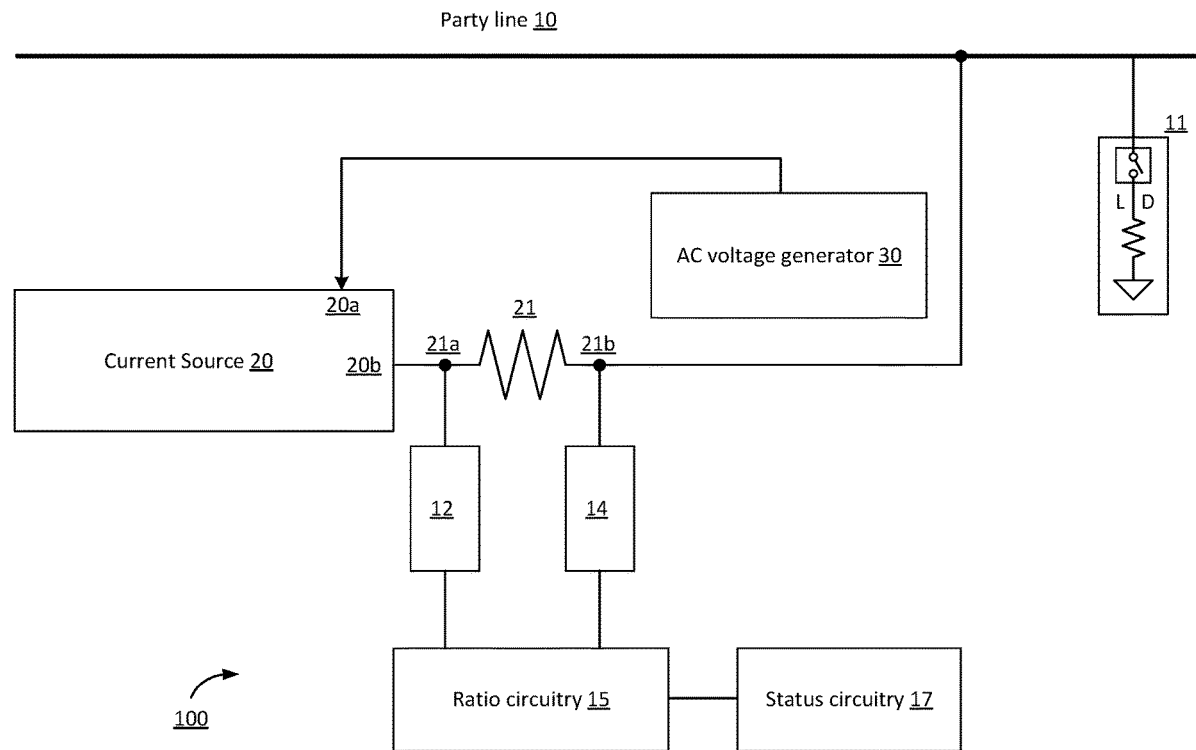 Party line 10
11
L D
AC voltage generator 30
20a
21
Current Source 20
20b
21a
21b
12
14
100
Ratio circuitry 15
Status circuitry 17